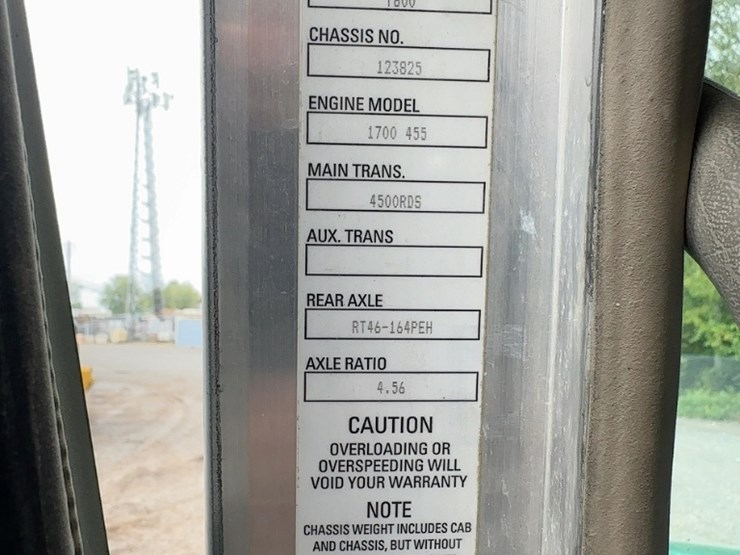 CHASSIS NO.
123825
ENGINE MODEL
1700 455
MAIN TRANS.
4500RDS
AUX. TRANS
REAR AXLE
RT46-164PEH
AXLE RATIO
4.56
CAUTION
OVERLOADING OR
OVERSPEEDING WILL
VOID YOUR WARRANTY
NOTE
CHASSIS WEIGHT INCLUDES CAB
AND CHASSIS, BUT WITHOUT